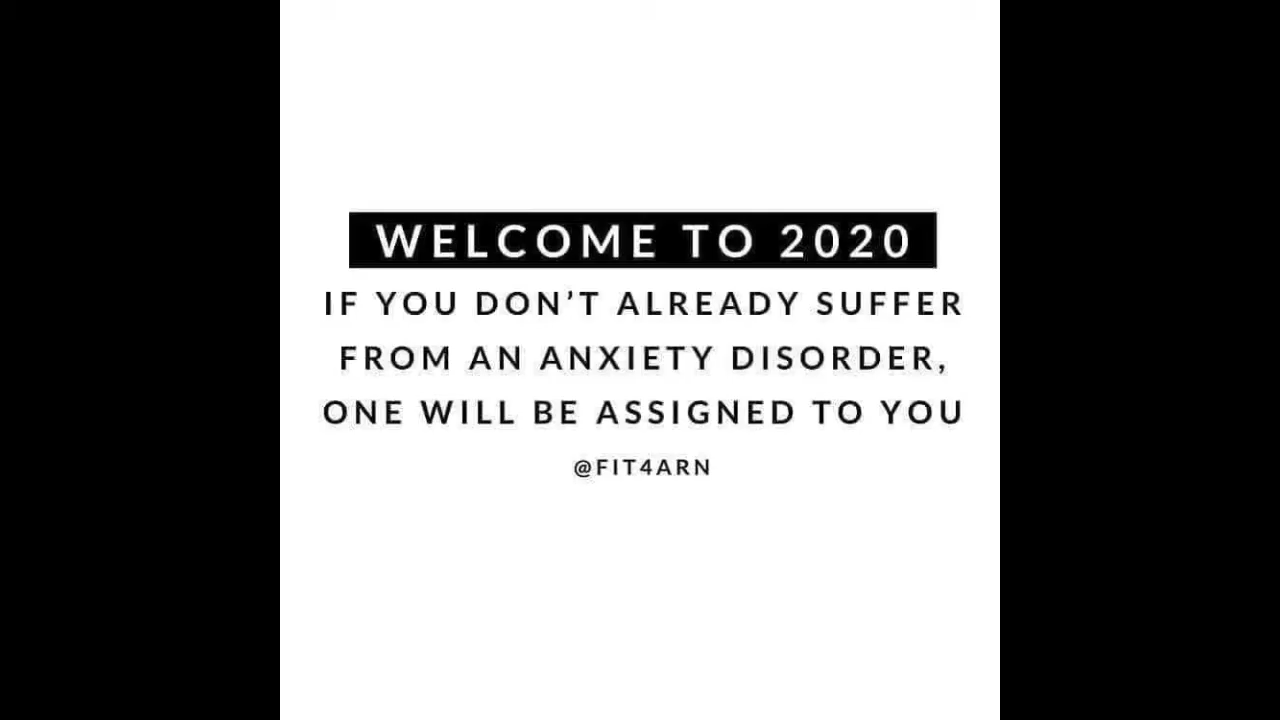 WELCOME TO 2020
IF YOU DON’T ALREADY SUFFER
FROM AN ANXIETY DISORDER,
ONE WILL BE ASSIGNED TO YOU
@FIT4ARN